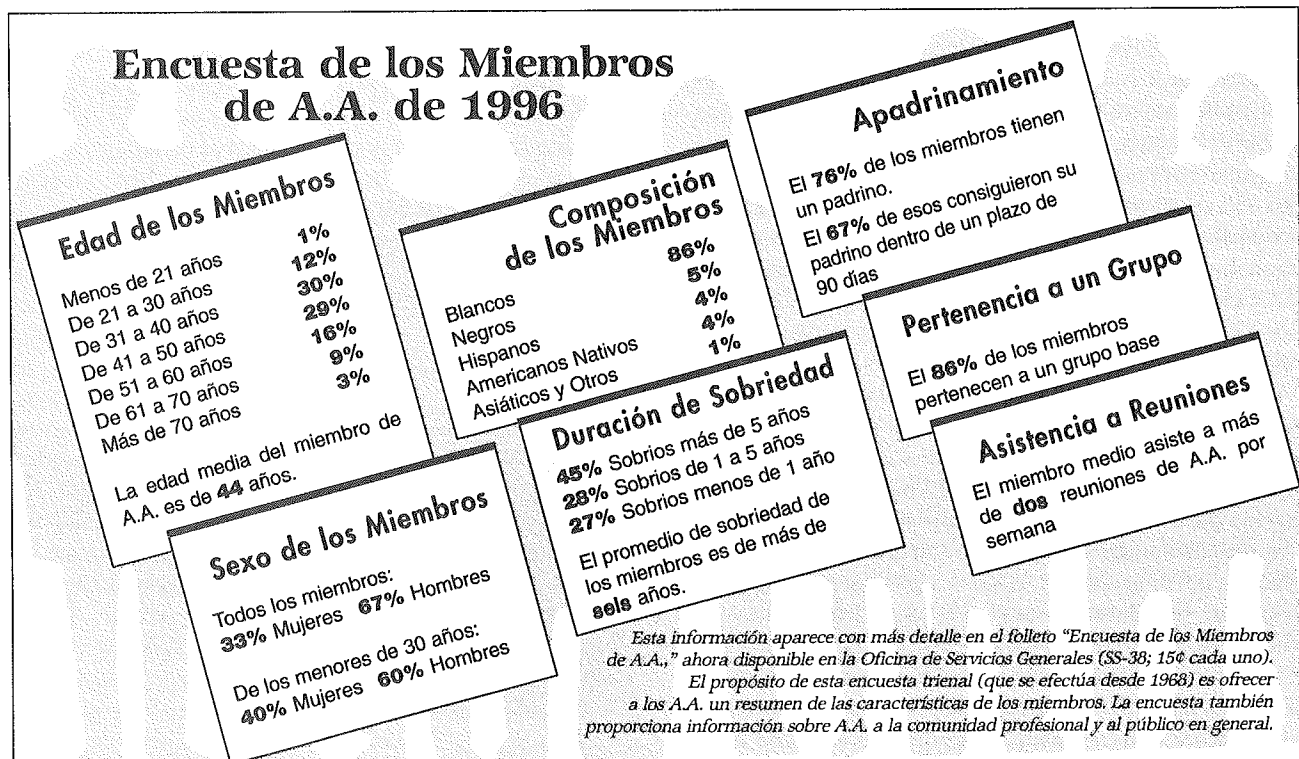 Encuesta de los Miembros
de A.A. de 1996
Edad de los Miembros
Menos de 21 años 1%
De 21 a 30 años 12%
De 31 a 40 años 30%
De 41 a 50 años 29%
De 51 a 60 años 16%
De 61 a 70 años 9%
Más de 70 años 3%
La edad media del miembro de
A.A. es de 44 años.
Sexo de los Miembros
Todos los miembros:
33% Mujeres 67% Hombres
De los menores de 30 años:
40% Mujeres 60% Hombres
Composición
de los Miembros
Blancos 86%
Negros 5%
Hispanos 4%
Americanos Nativos 4%
Asiáticos y Otros 1%
Duración de Sobriedad
45% Sobrios más de 5 años
28% Sobrios de 1 a 5 años
27% Sobrios menos de 1 año
El promedio de sobriedad de
los miembros es de más de
seis años.
Apadrinamiento
El 76% de los miembros tienen
un padrino.
El 67% de esos consiguieron su
padrino dentro de un plazo de
90 días
Pertenencia a un Grupo
El 86% de los miembros
pertenecen a un grupo base
Asistencia a Reuniones
El miembro medio asiste a más
de dos reuniones de A.A. por
semana
Esta información aparece con más detalle en el folleto “Encuesta de los Miembros
de A.A.,” ahora disponible en la Oficina de Servicios Generales (SS-38; 15¢ cada uno).
El propósito de esta encuesta trienal (que se efectúa desde 1968) es ofrecer
a los A.A. un resumen de las características de los miembros. La encuesta también
proporciona información sobre A.A. a la comunidad profesional y al público en general.